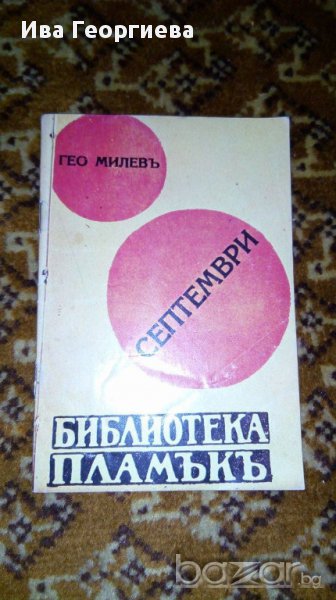 Ива Георгиева
ГЕО МИЛЕВЪ
СЕПТЕМВРИ
БИБЛИОТЕКА
ПЛАМЪКЪ
bazar.bg